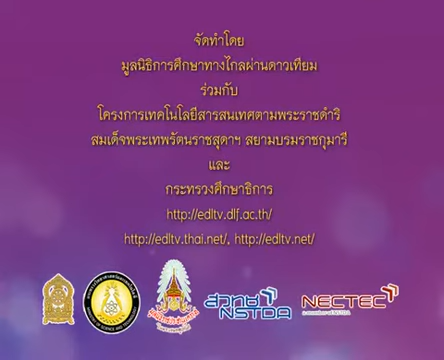 จัดทำโดย
มูลนิธิการศึกษาทางไกลผ่านดาวเทียม
ร่วมกับ
โครงการเทคโนโลยีสารสนเทศตามพระราชดำริ
สมเด็จพระเทพรัตนราชสุดาฯ สยามบรมราชกุมารี
และ
กระทรวงศึกษาธิการ
http://edltv.dlf.ac.th/
http://edltv.thai.net/, http://edltv.net/
สวทช
NSTDA
NECTEC
a member of NSTDA